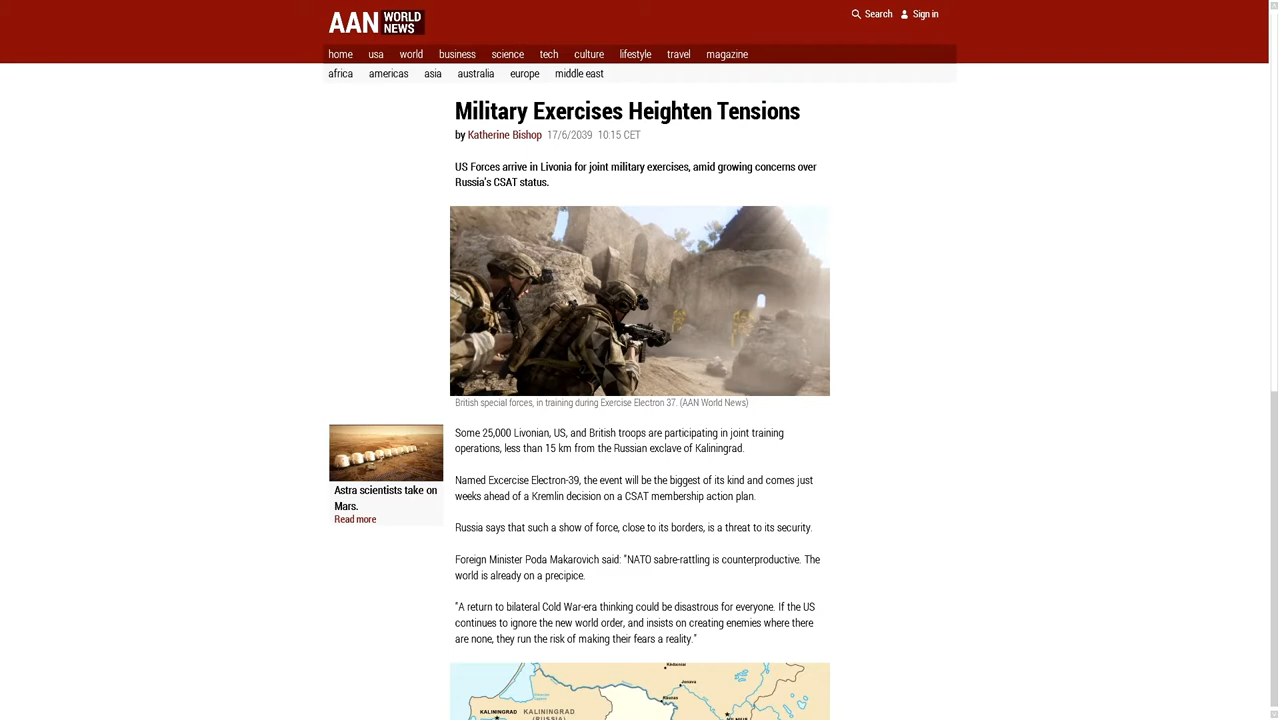 AAN WORLD NEWS
Search Sign in
home usa world business science tech culture lifestyle travel magazine
africa americas asia australia europe middle east
Military Exercises Heighten Tensions
by Katherine Bishop 17/6/2039 10:15 CET
US Forces arrive in Livonia for joint military exercises, amid growing concerns over
Russia's CSAT status.
British special forces, in training during Exercise Electron 37. (AAN World News)
Astra scientists take on
Mars.
Read more
Some 25,000 Livonian, US, and British troops are participating in joint training
operations, less than 15 km from the Russian exclave of Kaliningrad.
Named Excercise Electron-39, the event will be the biggest of its kind and comes just
weeks ahead of a Kremlin decision on a CSAT membership action plan.
Russia says that such a show of force, close to its borders, is a threat to its security.
Foreign Minister Poda Makarovich said: "NATO sabre-rattling is counterproductive. The
world is already on a precipice.
"A return to bilateral Cold War-era thinking could be disastrous for everyone. If the US
continues to ignore the new world order, and insists on creating enemies where there
are none, they run the risk of making their fears a reality."
Jonava
Kaunas
KALININGRAD KALININGRAD
(RUSSIA)
VILNIUS